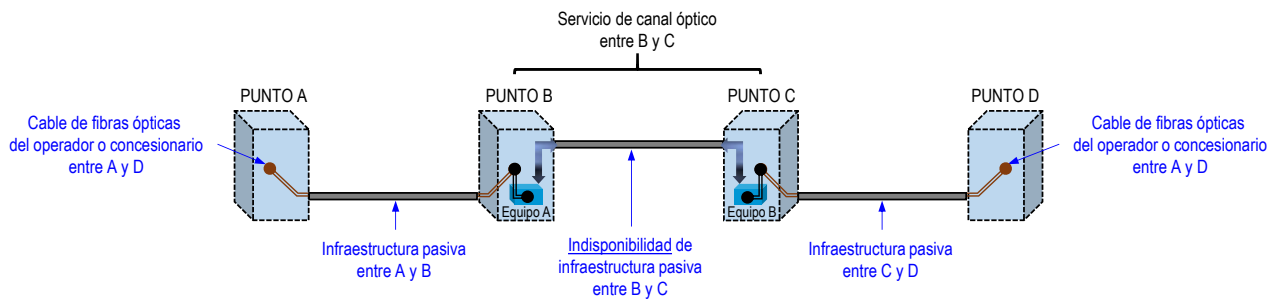 Servicio de canal óptico
entre B y C
PUNTO A
PUNTO B
PUNTO C
PUNTO D
Cable de fibras ópticas
del operador o concesionario
entre A y D
Cable de fibras ópticas
del operador o concesionario
entre A y D
Equipo A
Equipo B
Infraestructura pasiva
entre A y B
Indisponibilidad de
infraestructura pasiva
entre B y C
Infraestructura pasiva
entre C y D